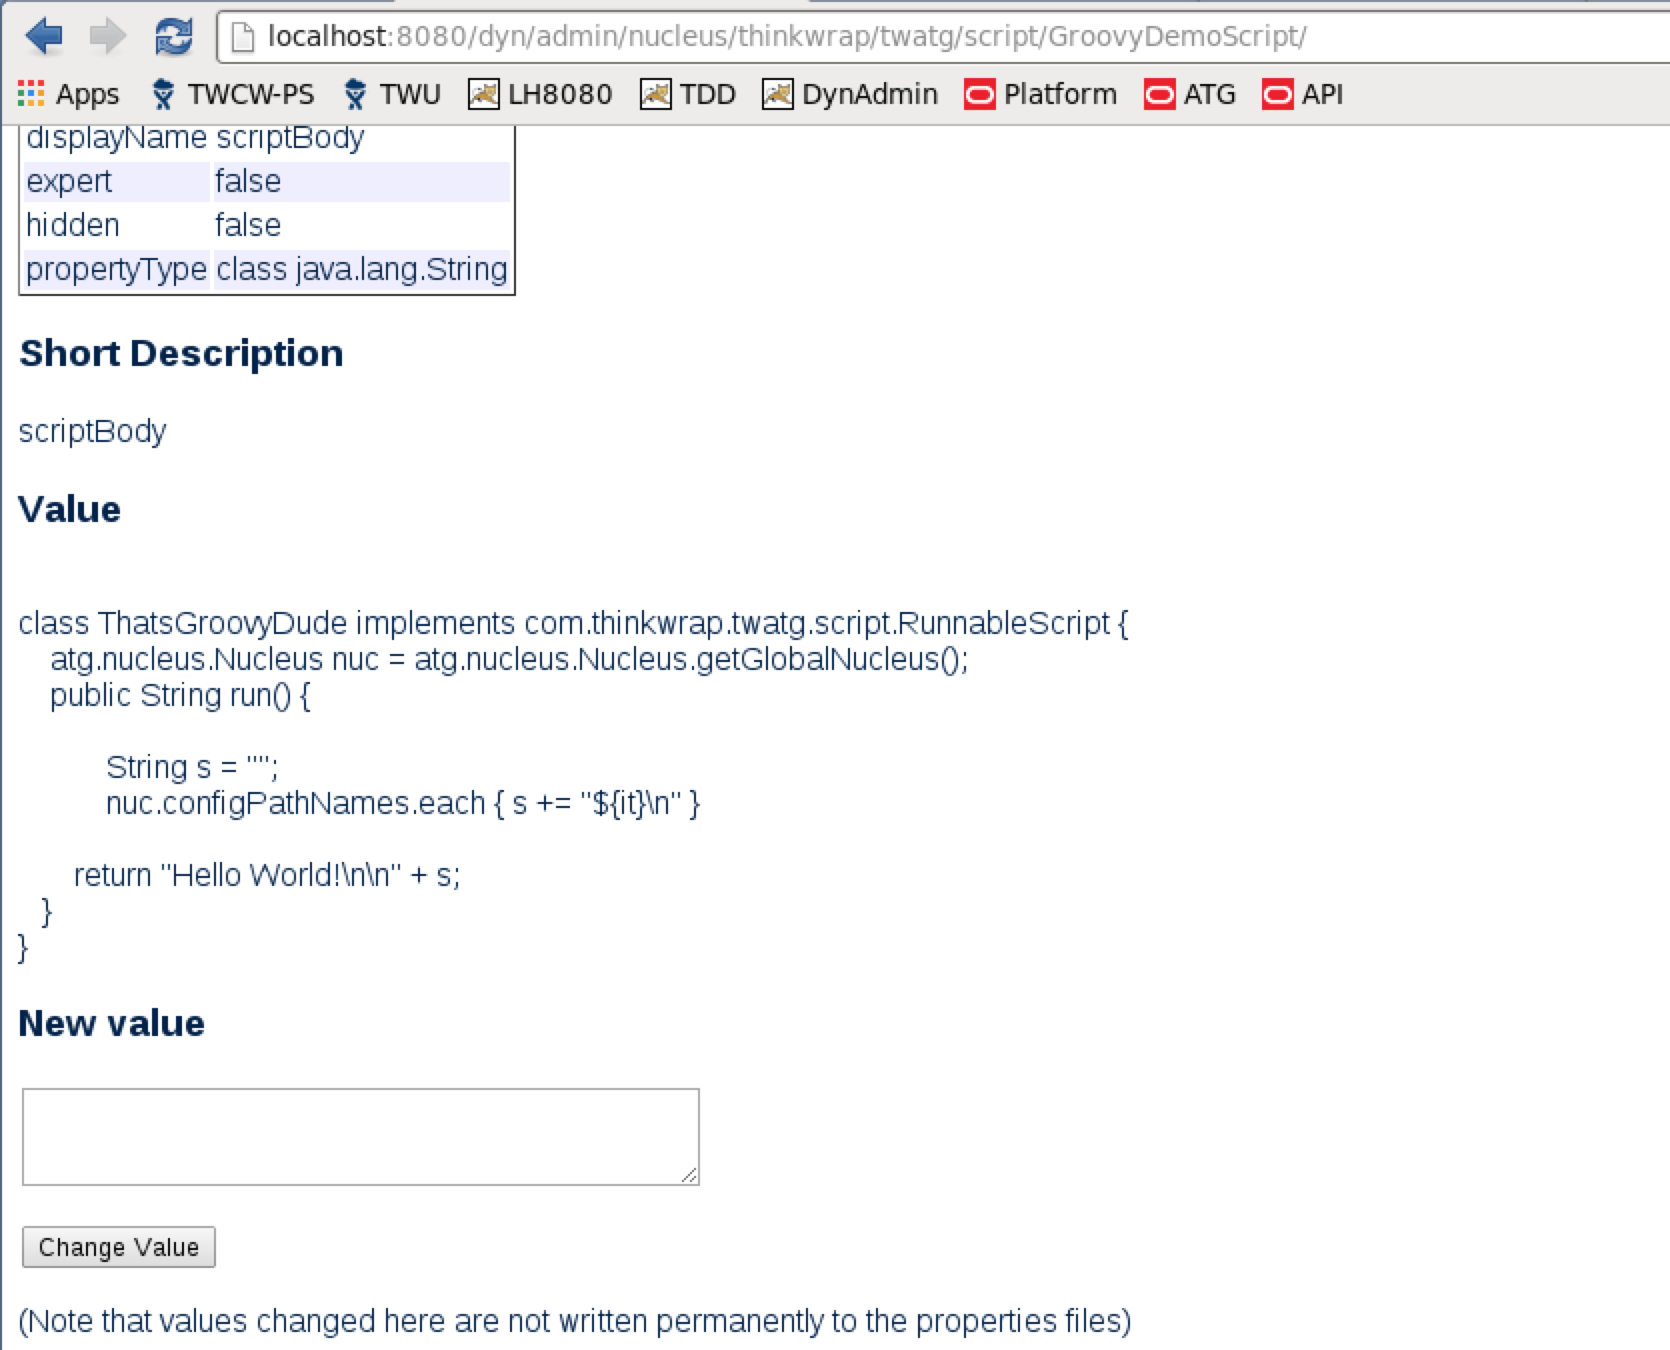 localhost:8080/dyn/admin/nucleus/thinkwrap/twatg/script/GroovyDemoScript/
Apps TWCW-PS TWU LH8080 TDD DynAdmin Platform ATG API
displayName scriptBody
expert false
hidden false
propertyType class java.lang.String
Short Description
scriptBody
Value
class ThatsGroovyDude implements com.thinkwrap.twatg.script.RunnableScript {
atg.nucleus.Nucleus nuc = atg.nucleus.Nucleus.getGlobalNucleus();
public String run() {
String s = "";
nuc.configPathNames.each { s += "${it}\n" }
return "Hello World!\n\n" + s;
}
}
New value
Change Value
(Note that values changed here are not written permanently to the properties files)